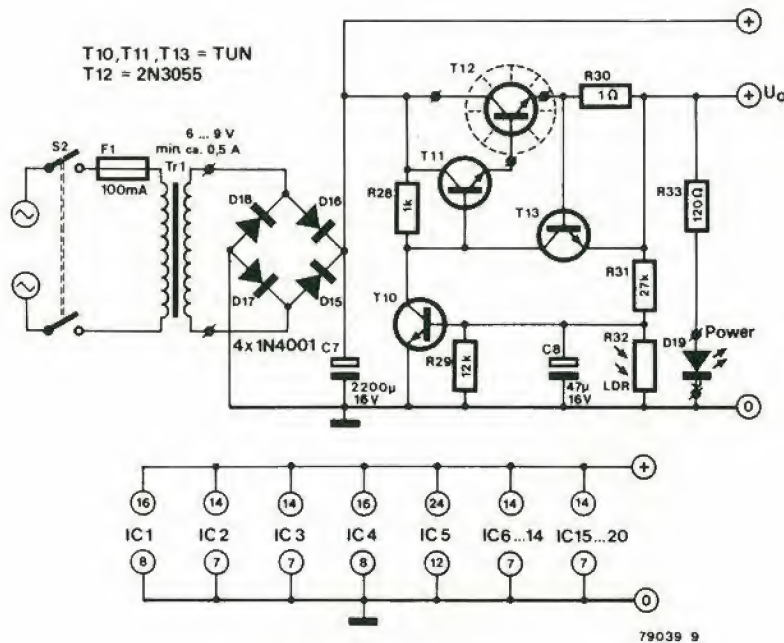 T10,T11,T13 = TUN
T12 = 2N3055
T12
R30
1Ω
+
+
U₀
S2
F1
100mA
6 ... 9 V
min. ca. 0,5 A
Tr1
D18
D16
D17
D15
4x1N4001
R28
1k
T11
T13
R33
120Ω
R31
27k
T10
R29
12k
C7
2200µ
16V
C8
47µ
16V
R32
LDR
D19
Power
0
+
16
14
14
16
24
14
14
IC1
IC2
IC3
IC4
IC5
IC6...14
IC15...20
8
7
7
8
12
7
7
0
79039 9